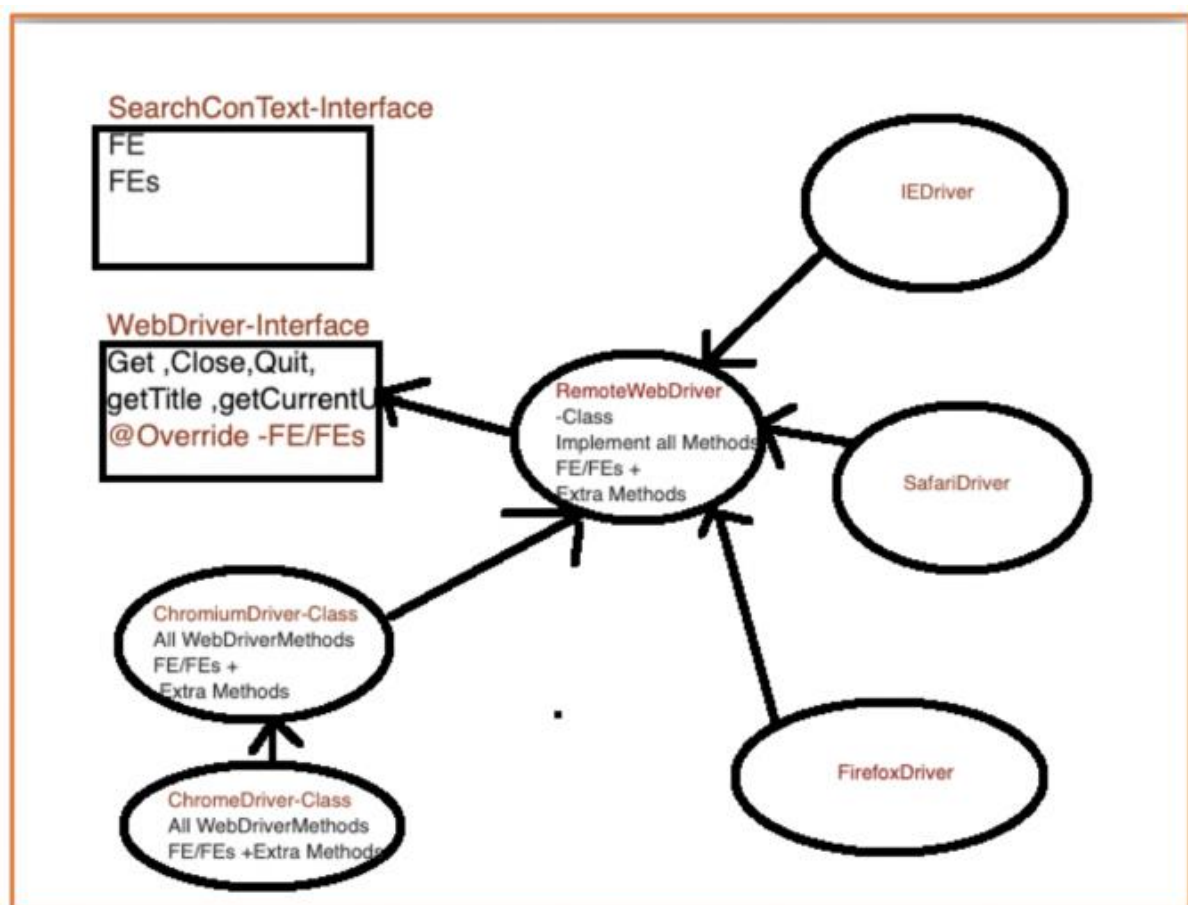 SearchConText-Interface
FE
FEs
IEDriver
WebDriver-Interface
Get ,Close,Quit,
getTitle ,getCurrentU
@Override -FE/FEs
RemoteWebDriver
-Class
Implement all Methods
FE/FEs +
Extra Methods
SafariDriver
ChromiumDriver-Class
All WebDriverMethods
FE/FEs +
Extra Methods
FirefoxDriver
ChromeDriver-Class
All WebDriverMethods
FE/FEs +Extra Methods